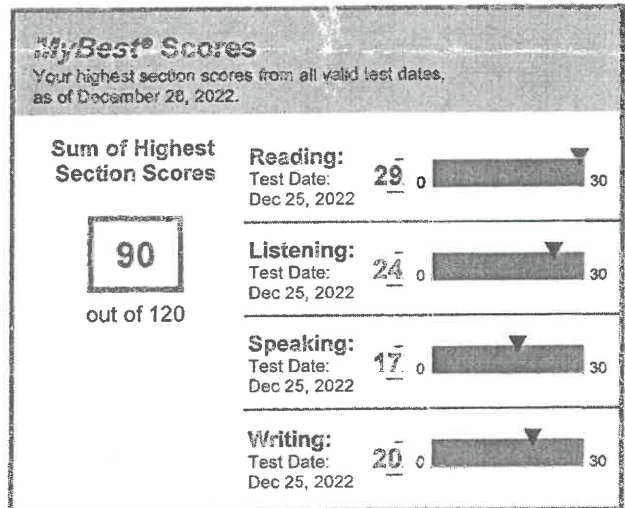 MyBest® Scores
Your highest section scores from all valid test dates,
as of December 28, 2022.
Sum of Highest
Section Scores
90
out of 120
Reading:
Test Date:
Dec 25, 2022
29 0 30
Listening:
Test Date:
Dec 25, 2022
24 0 30
Speaking:
Test Date:
Dec 25, 2022
17 0 30
Writing:
Test Date:
Dec 25, 2022
20 0 30